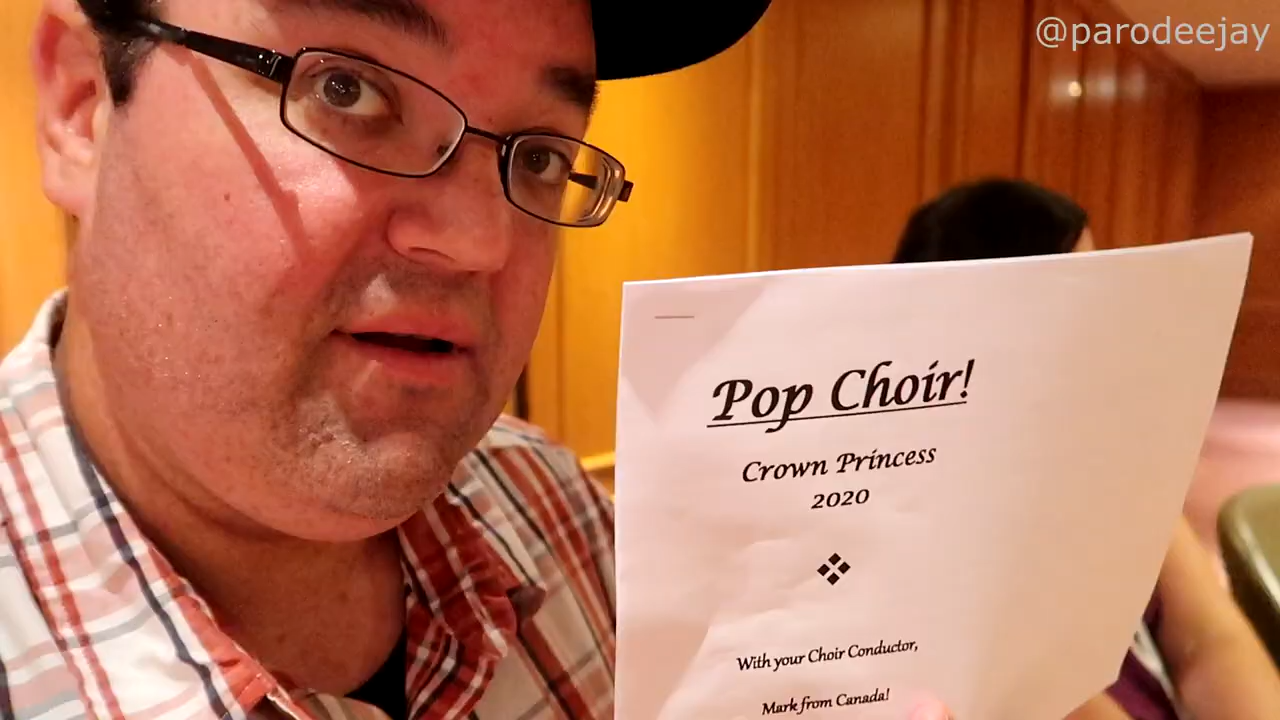 @parodeejay
Pop Choir!
Crown Princess
2020
With your Choir Conductor,
Mark from Canada!